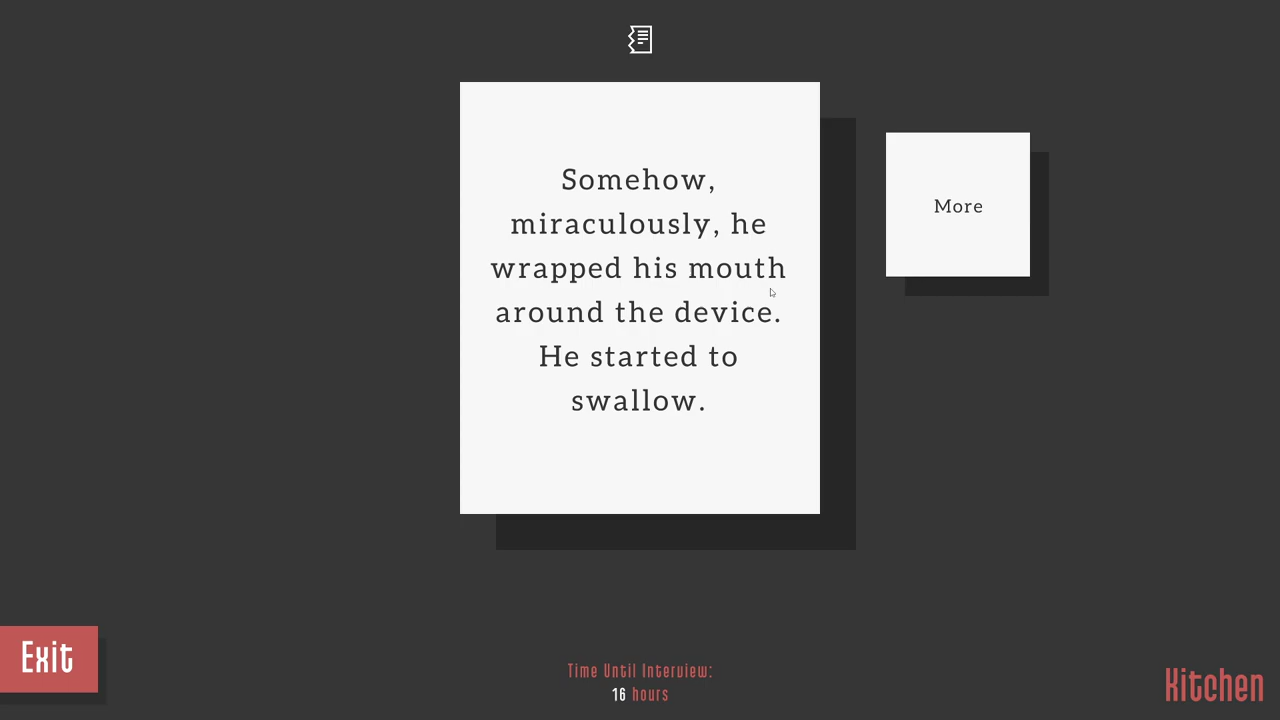 Somehow,
miraculously, he
wrapped his mouth
around the device.
He started to
swallow.
More
Exit
Time Until Interview:
16 hours
Kitchen